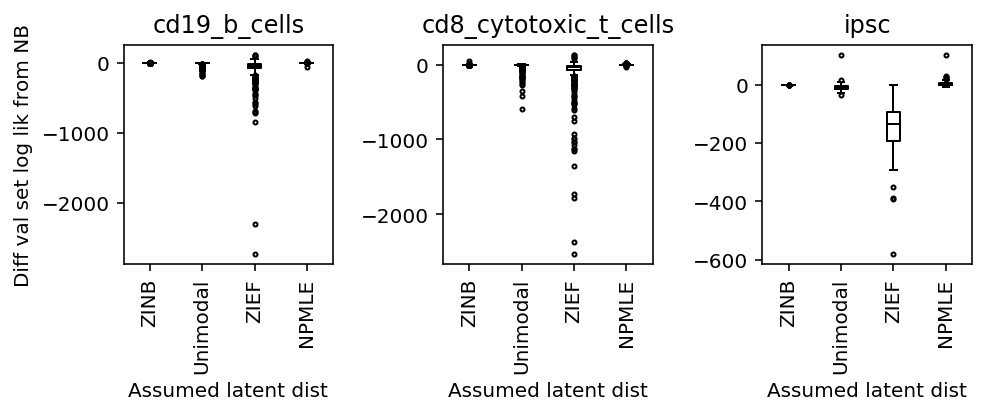 cd19_b_cells
cd8_cytotoxic_t_cells
ipsc
Diff val set log lik from NB
0
−1000
−2000
0
−1000
−2000
0
−200
−400
−600
ZINB
Unimodal
ZIEF
NPMLE
ZINB
Unimodal
ZIEF
NPMLE
ZINB
Unimodal
ZIEF
NPMLE
Assumed latent dist
Assumed latent dist
Assumed latent dist